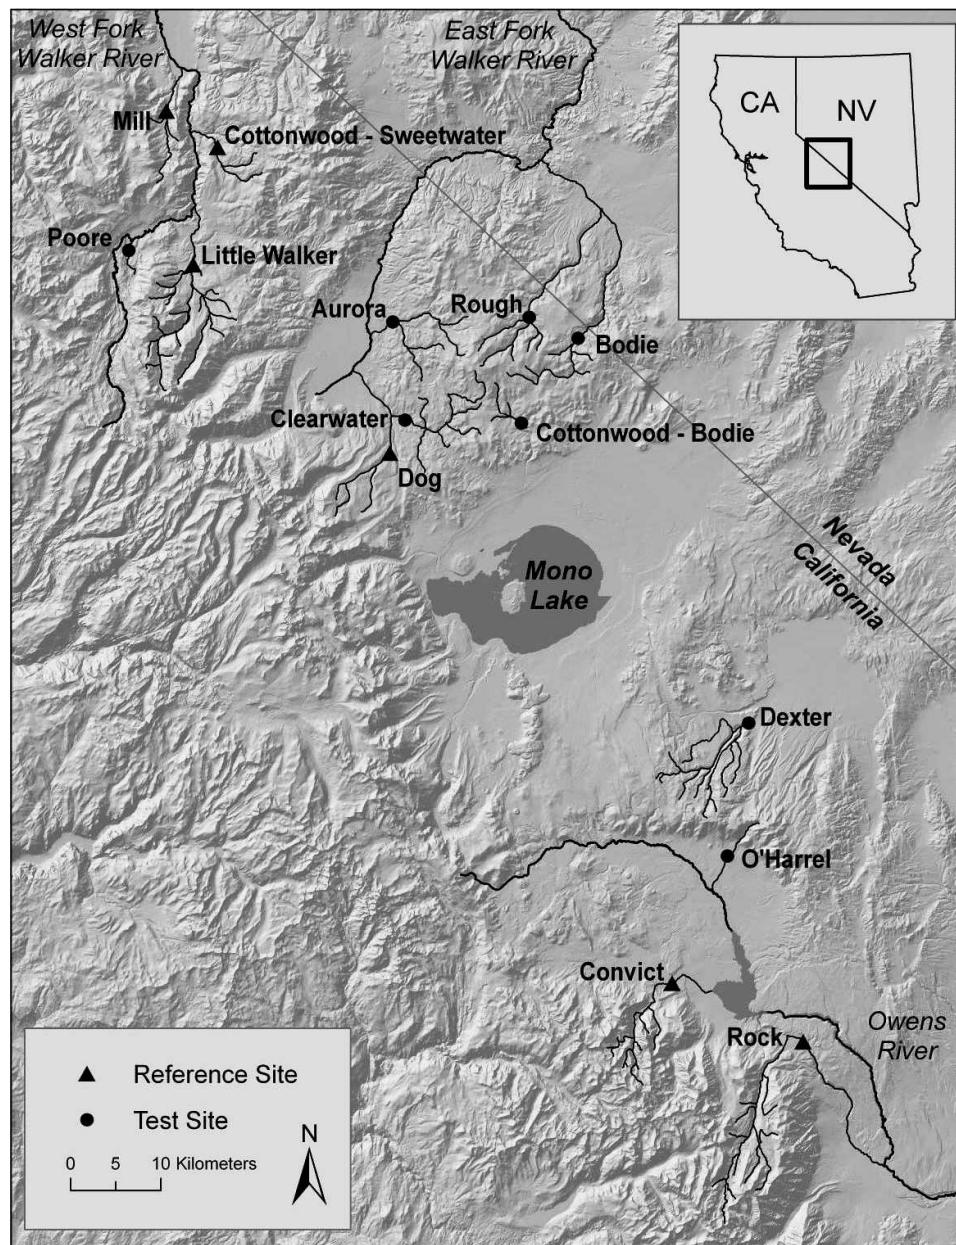 West Fork
Walker River
East Fork
Walker River
CA
NV
Mill
Cottonwood - Sweetwater
Poore
Little Walker
Aurora
Rough
Bodie
Clearwater
Cottonwood - Bodie
Dog
Nevada
California
Mono
Lake
Dexter
O'Harrel
Convict
Rock
Owens
River
Reference Site
Test Site
N
0 5 10 Kilometers